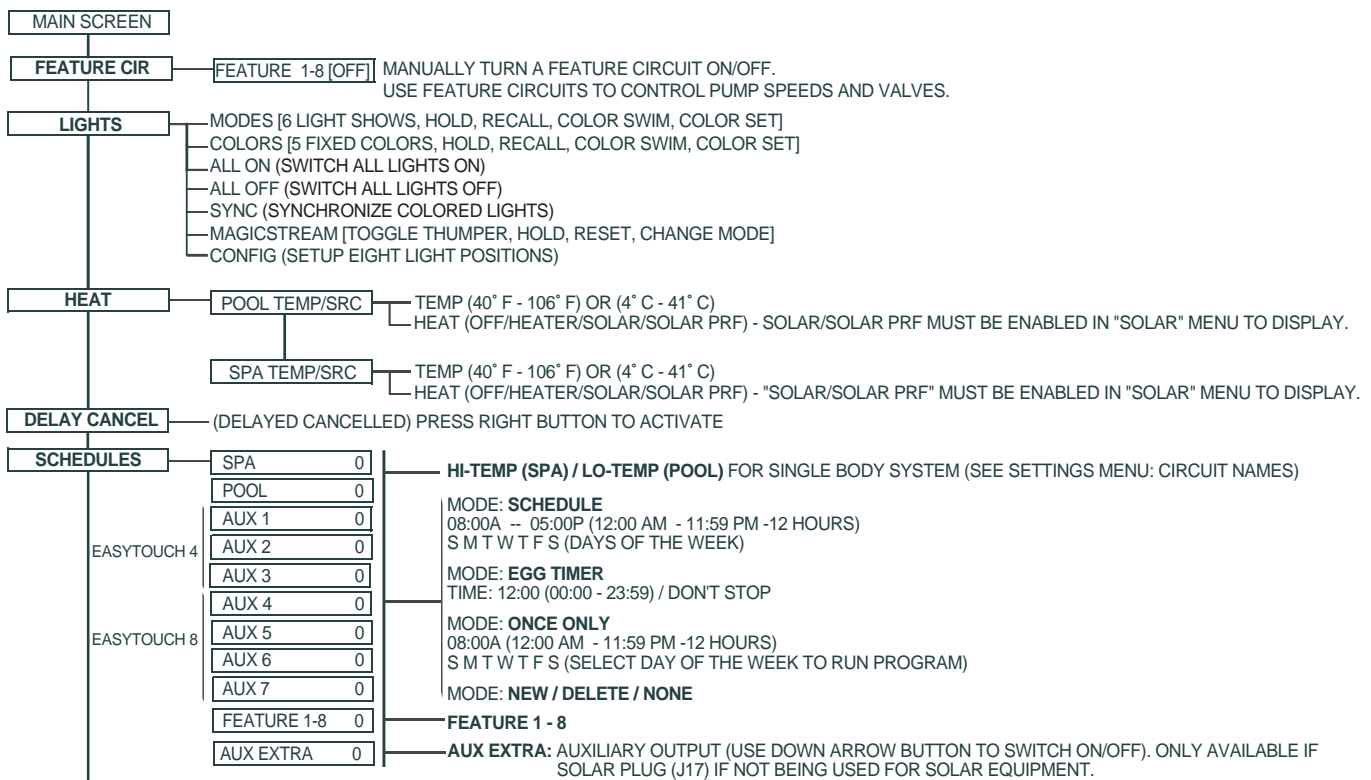 MAIN SCREEN
FEATURE CIR
FEATURE 1-8 [OFF]
MANUALLY TURN A FEATURE CIRCUIT ON/OFF.
USE FEATURE CIRCUITS TO CONTROL PUMP SPEEDS AND VALVES.
LIGHTS
MODES [6 LIGHT SHOWS, HOLD, RECALL, COLOR SWIM, COLOR SET]
COLORS [5 FIXED COLORS, HOLD, RECALL, COLOR SWIM, COLOR SET]
ALL ON (SWITCH ALL LIGHTS ON)
ALL OFF (SWITCH ALL LIGHTS OFF)
SYNC (SYNCHRONIZE COLORED LIGHTS)
MAGICSTREAM [TOGGLE THUMPER, HOLD, RESET, CHANGE MODE]
CONFIG (SETUP EIGHT LIGHT POSITIONS)
HEAT
POOL TEMP/SRC
TEMP (40° F - 106° F) OR (4° C - 41° C)
HEAT (OFF/HEATER/SOLAR/SOLAR PRF) - SOLAR/SOLAR PRF MUST BE ENABLED IN "SOLAR" MENU TO DISPLAY.
SPA TEMP/SRC
TEMP (40° F - 106° F) OR (4° C - 41° C)
HEAT (OFF/HEATER/SOLAR/SOLAR PRF) - "SOLAR/SOLAR PRF" MUST BE ENABLED IN "SOLAR" MENU TO DISPLAY.
DELAY CANCEL
(DELAYED CANCELLED) PRESS RIGHT BUTTON TO ACTIVATE
SCHEDULES
SPA 0
POOL 0
EASYTOUCH 4
AUX 1 0
AUX 2 0
AUX 3 0
EASYTOUCH 8
AUX 4 0
AUX 5 0
AUX 6 0
AUX 7 0
FEATURE 1-8 0
AUX EXTRA 0
HI-TEMP (SPA) / LO-TEMP (POOL) FOR SINGLE BODY SYSTEM (SEE SETTINGS MENU: CIRCUIT NAMES)
MODE: SCHEDULE
08:00A -- 05:00P (12:00 AM - 11:59 PM -12 HOURS)
S M T W T F S (DAYS OF THE WEEK)
MODE: EGG TIMER
TIME: 12:00 (00:00 - 23:59) / DON'T STOP
MODE: ONCE ONLY
08:00A (12:00 AM - 11:59 PM -12 HOURS)
S M T W T F S (SELECT DAY OF THE WEEK TO RUN PROGRAM)
MODE: NEW / DELETE / NONE
FEATURE 1 - 8
AUX EXTRA: AUXILIARY OUTPUT (USE DOWN ARROW BUTTON TO SWITCH ON/OFF). ONLY AVAILABLE IF
SOLAR PLUG (J17) IF NOT BEING USED FOR SOLAR EQUIPMENT.